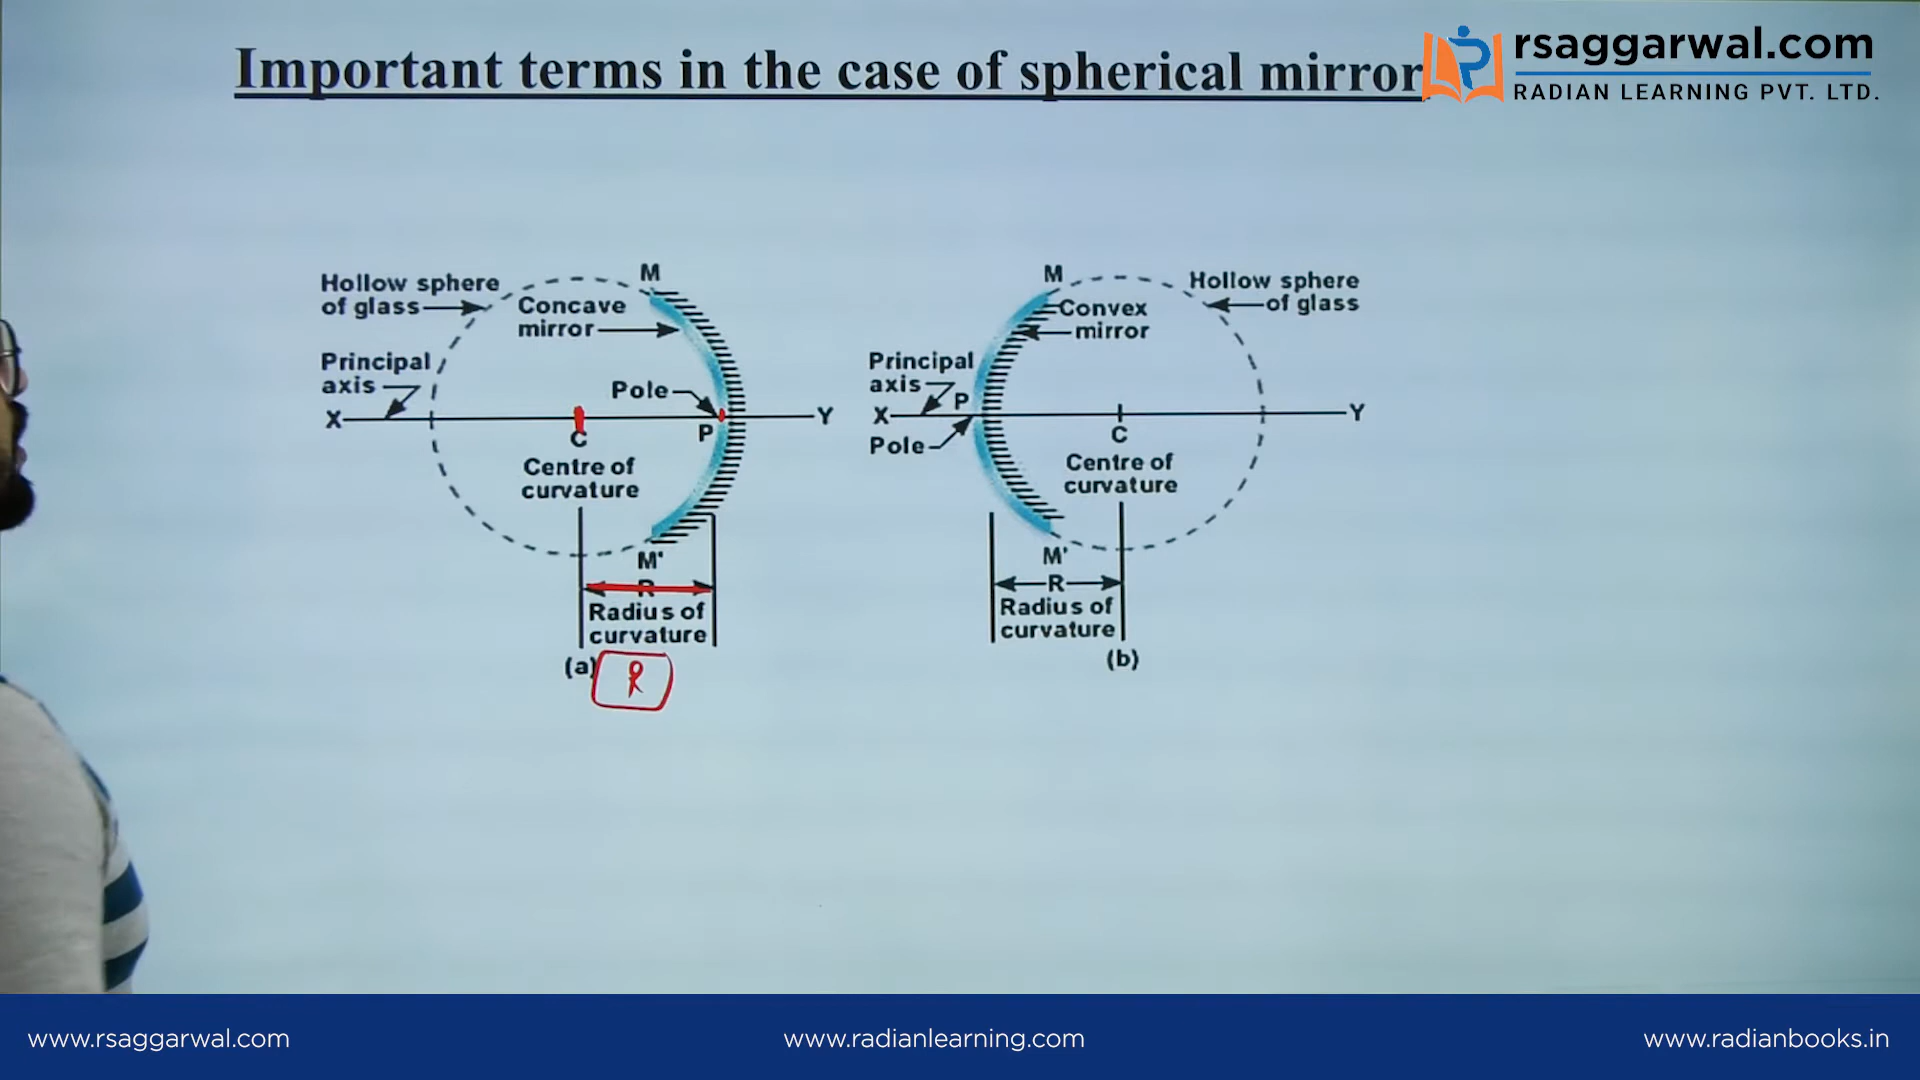 Important terms in the case of spherical mirror
rsaggarwal.com
RADIAN LEARNING PVT. LTD.
Hollow sphere
of glass
Concave
mirror
M
Principal
axis
Pole
X
Y
C
P
Centre of
curvature
M'
R
Radius of
curvature
(a)
R
M
Convex
mirror
Hollow sphere
of glass
Principal
axis
P
X
Y
Pole
C
Centre of
curvature
M'
R
Radius of
curvature
(b)
www.rsaggarwal.com
www.radianlearning.com
www.radianbooks.in